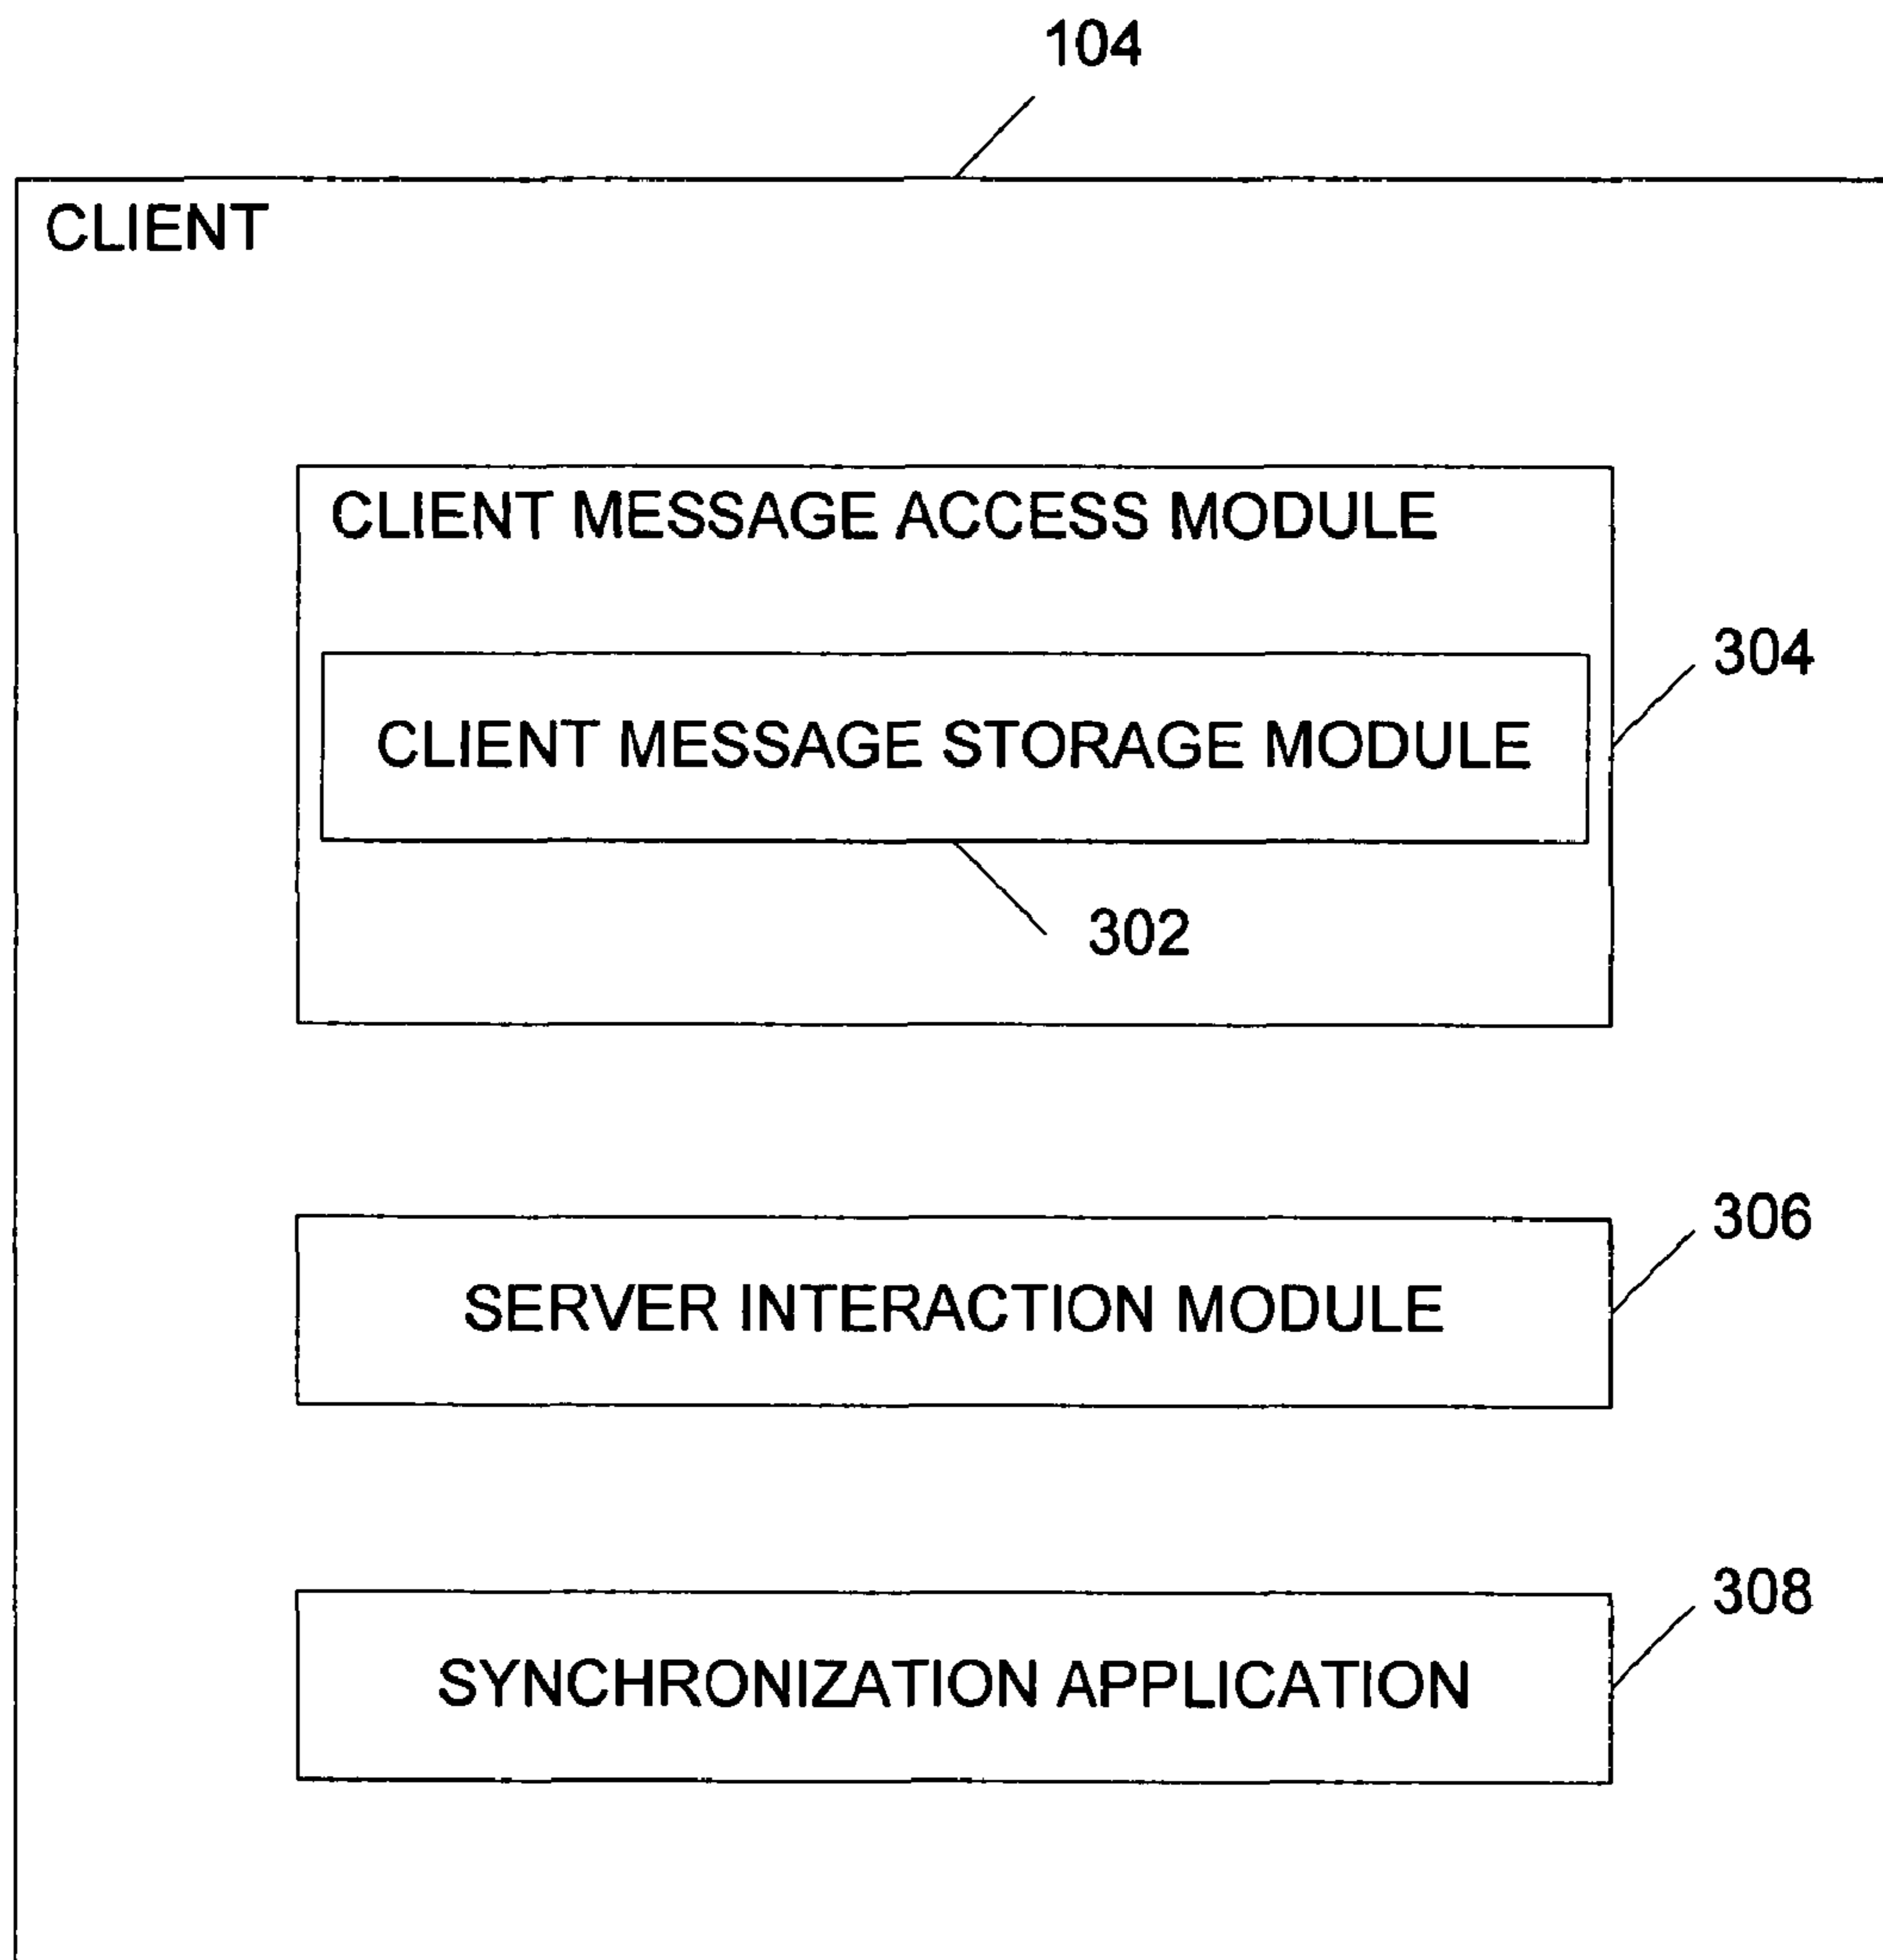 104
CLIENT
CLIENT MESSAGE ACCESS MODULE
304
CLIENT MESSAGE STORAGE MODULE
302
306
SERVER INTERACTION MODULE
308
SYNCHRONIZATION APPLICATION